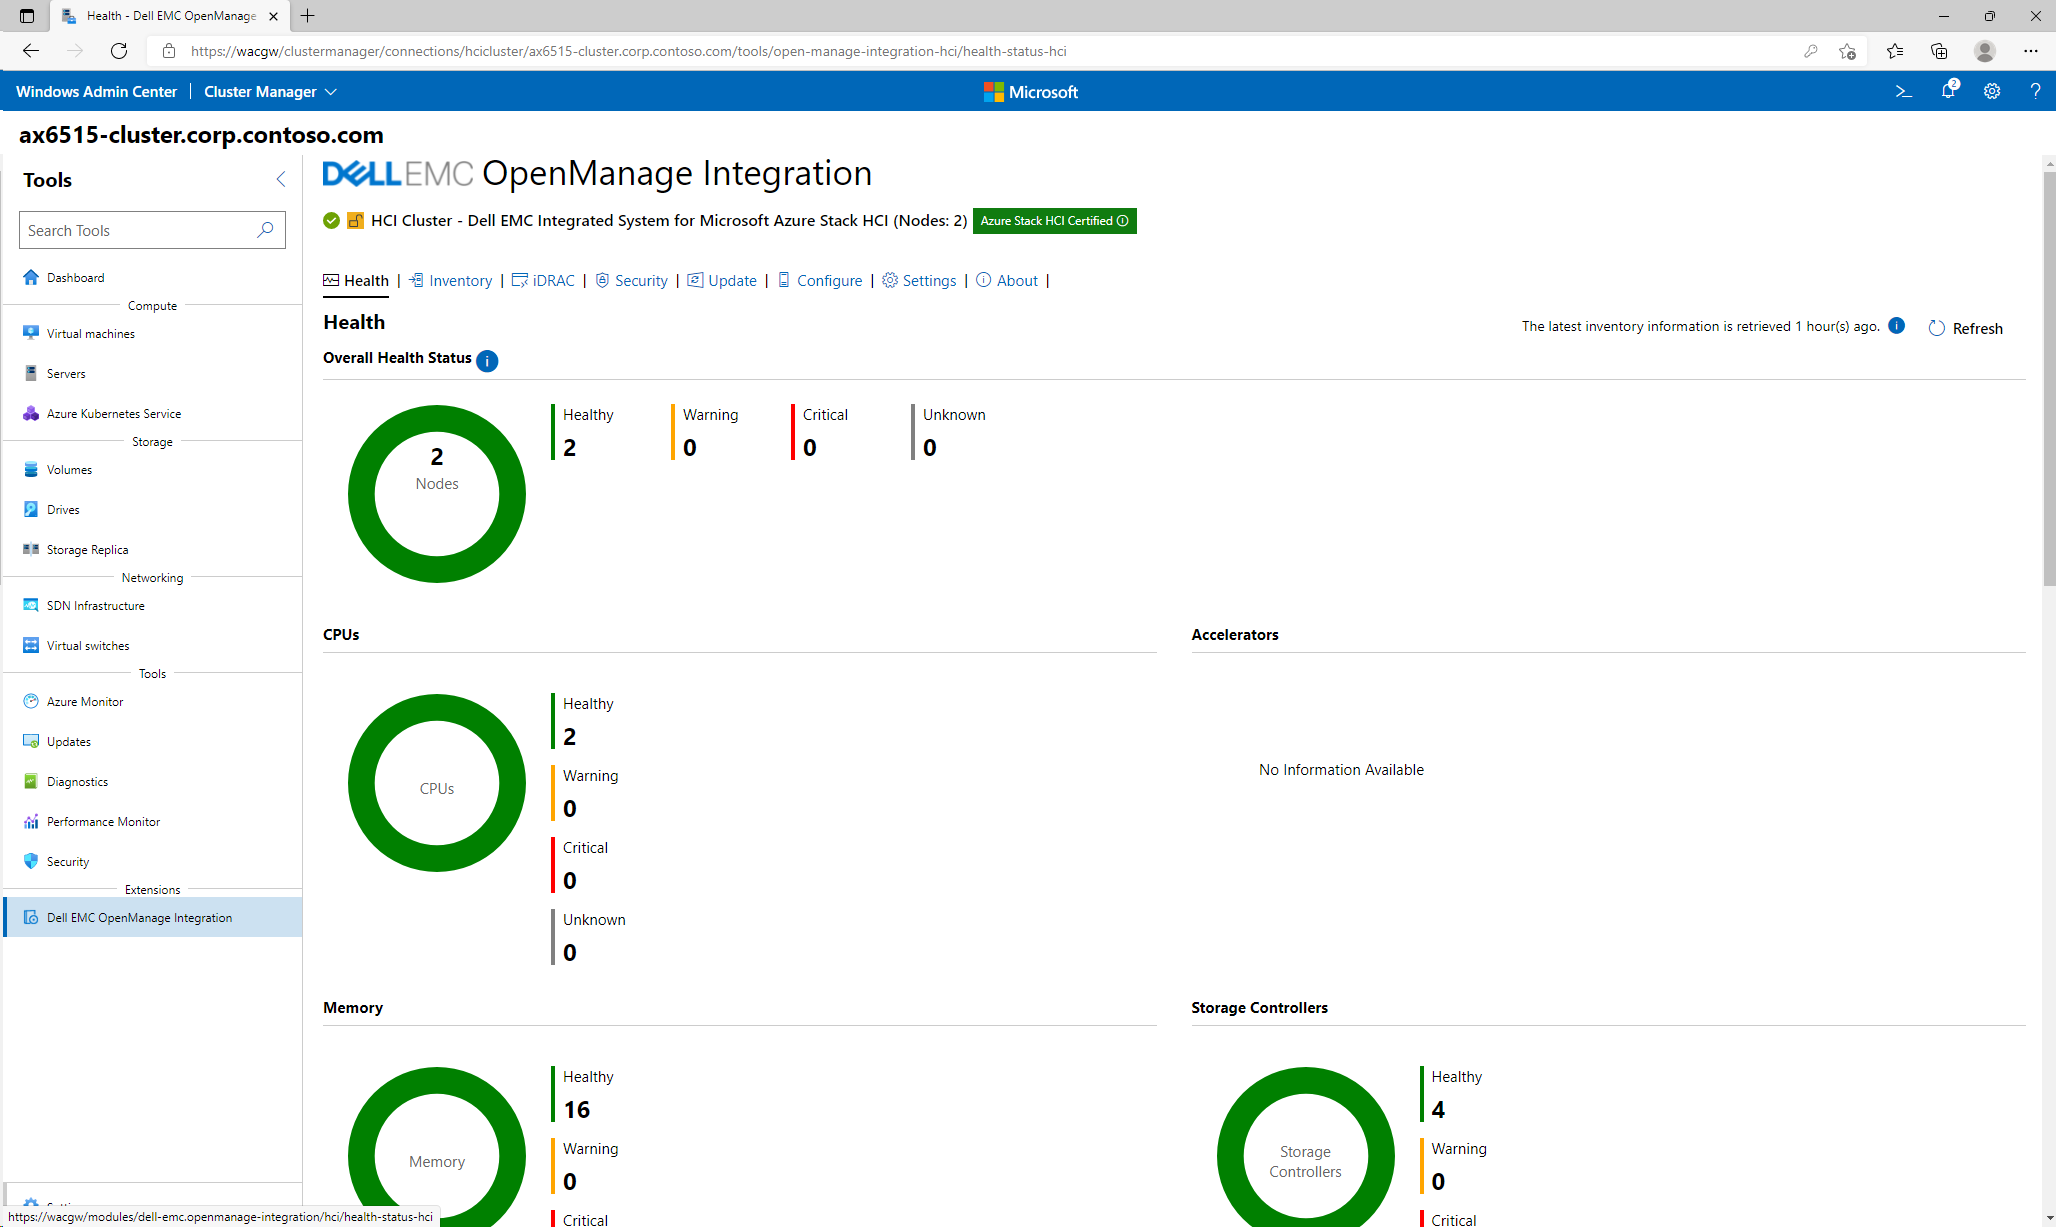 Health - Dell EMC OpenManage
https://wacgw/clustermanager/connections/hcicluster/ax6515-cluster.corp.contoso.com/tools/open-manage-integration-hci/health-status-hci
Windows Admin Center | Cluster Manager
Microsoft
2
?
ax6515-cluster.corp.contoso.com
Tools
Search Tools
Dashboard
Compute
Virtual machines
Servers
Azure Kubernetes Service
Storage
Volumes
Drives
Storage Replica
Networking
SDN Infrastructure
Virtual switches
Tools
Azure Monitor
Updates
Diagnostics
Performance Monitor
Security
Extensions
Dell EMC OpenManage Integration
https://wacgw/modules/dell-emc.openmanage-integration/hci/health-status-hci
DELL EMC OpenManage Integration
HCI Cluster - Dell EMC Integrated System for Microsoft Azure Stack HCI (Nodes: 2) Azure Stack HCI Certified
Health | Inventory | iDRAC | Security | Update | Configure | Settings | About |
Health
The latest inventory information is retrieved 1 hour(s) ago. Refresh
Overall Health Status
2
Nodes
Healthy
2
Warning
0
Critical
0
Unknown
0
CPUs
CPUs
Healthy
2
Warning
0
Critical
0
Unknown
0
Accelerators
No Information Available
Memory
Memory
Healthy
16
Warning
0
Critical
Storage Controllers
Storage
Controllers
Healthy
4
Warning
0
Critical